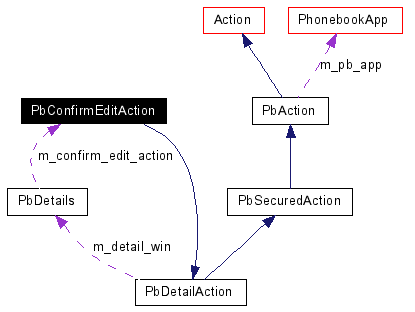 Action
PhonebookApp
m_pb_app
PbConfirmEditAction
PbAction
m_confirm_edit_action
PbDetails
PbSecuredAction
m_detail_win
PbDetailAction